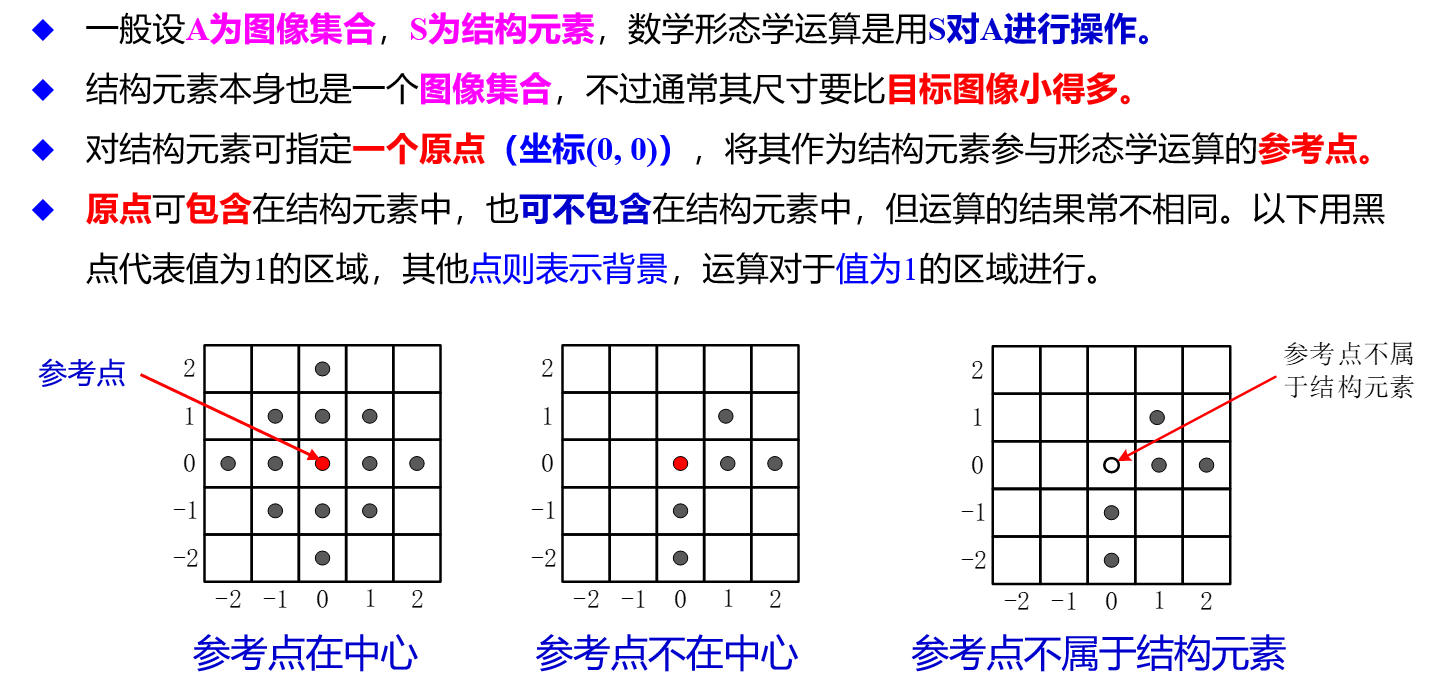 一般设A为图像集合，S为结构元素，数学形态学运算是用S对A进行操作。
结构元素本身也是一个图像集合，不过通常其尺寸要比目标图像小得多。
对结构元素可指定一个原点（坐标(0, 0)），将其作为结构元素参与形态学运算的参考点。
原点可包含在结构元素中，也可不包含在结构元素中，但运算的结果常不相同。以下用黑
点代表值为1的区域，其他点则表示背景，运算对于值为1的区域进行。
参考点
2
1
0
-1
-2
-2 -1 0 1 2
参考点在中心
2
1
0
-1
-2
-2 -1 0 1 2
参考点不在中心
参考点不属
于结构元素
2
1
0
-1
-2
-2 -1 0 1 2
参考点不属于结构元素